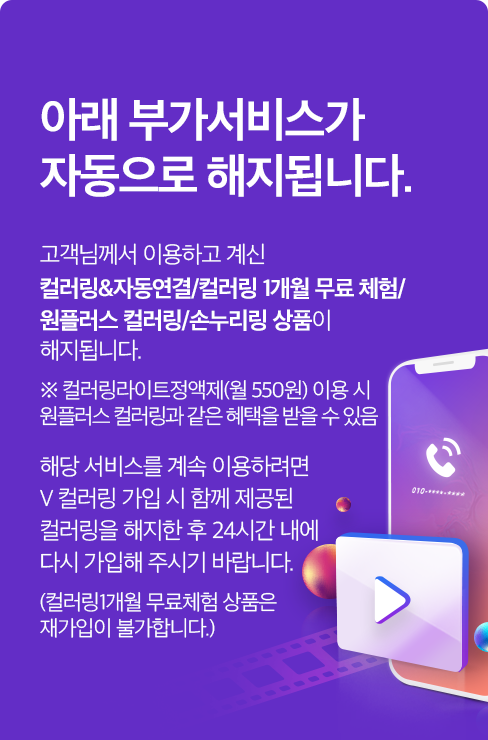 아래 부가서비스가
자동으로 해지됩니다.
고객님께서 이용하고 계신
컬러링&자동연결/컬러링 1개월 무료 체험/
원플러스 컬러링/손누리링 상품이
해지됩니다.
※ 컬러링라이트정액제(월 550원) 이용 시
원플러스 컬러링과 같은 혜택을 받을 수 있음
해당 서비스를 계속 이용하려면
V 컬러링 가입 시 함께 제공된
컬러링을 해지한 후 24시간 내에
다시 가입해 주시기 바랍니다.
(컬러링1개월 무료체험 상품은
재가입이 불가합니다.)
010-****-****